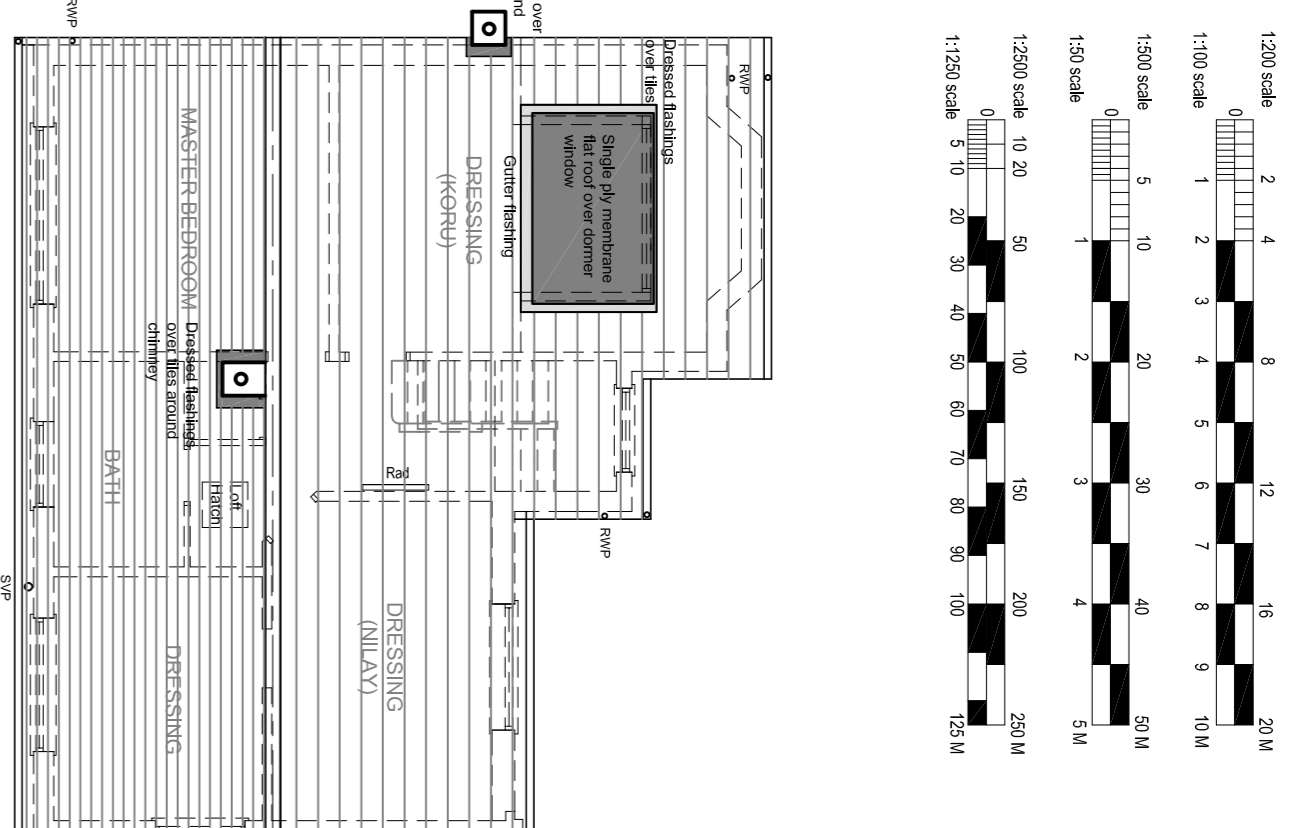 over
nd
RWP
Dressed flashings
over tiles
RWP
Single ply membrane
flat roof over dormer
window
Gutter flashing
DRESSING
(KORU)
MASTER BEDROOM
Dressed flashings
over tiles around
chimney
BATH
Loft
Hatch
Rad
RWP
DRESSING
(NILAY)
DRESSING
SVP
1:200 scale
0 2 4 8 12 16 20 M
1:100 scale
1 2 3 4 5 6 7 8 9 10 M
1:500 scale
0 5 10 20 30 40 50 M
1:50 scale
1 2 3 4 5 M
1:2500 scale
0 10 20 50 100 150 200 250 M
1:1250 scale
5 10 20 30 40 50 60 70 80 90 100 125 M